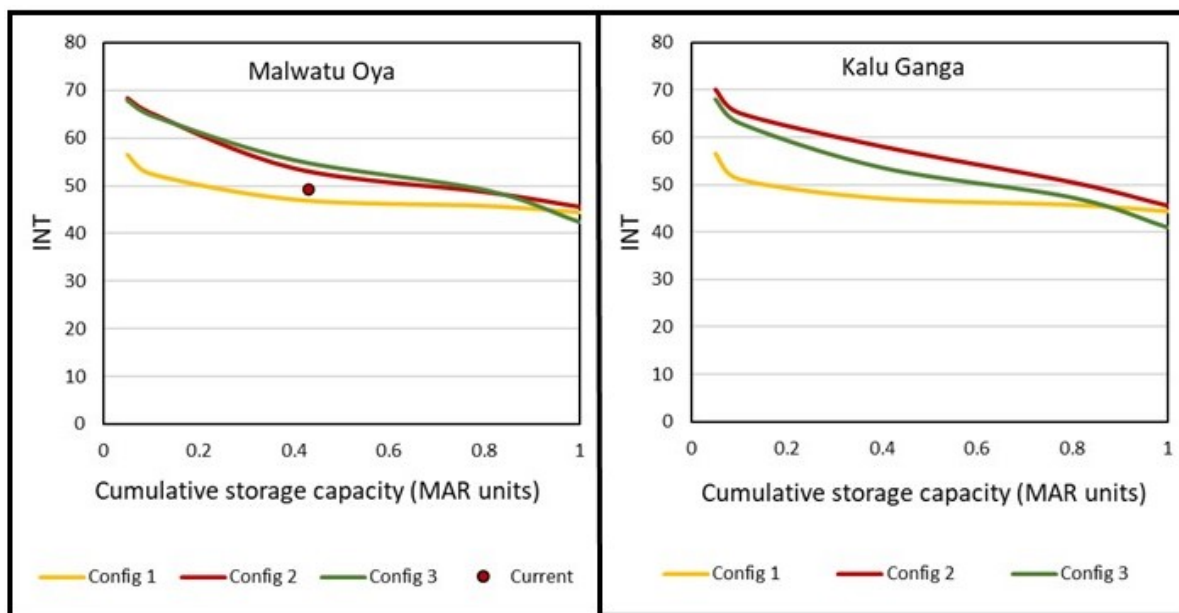 Malwatu Oya
80
70
60
50
40
30
20
10
0
INT
0 0.2 0.4 0.6 0.8 1
Cumulative storage capacity (MAR units)
Config 1 Config 2 Config 3 Current
Kalu Ganga
80
70
60
50
40
30
20
10
0
INT
0 0.2 0.4 0.6 0.8 1
Cumulative storage capacity (MAR units)
Config 1 Config 2 Config 3